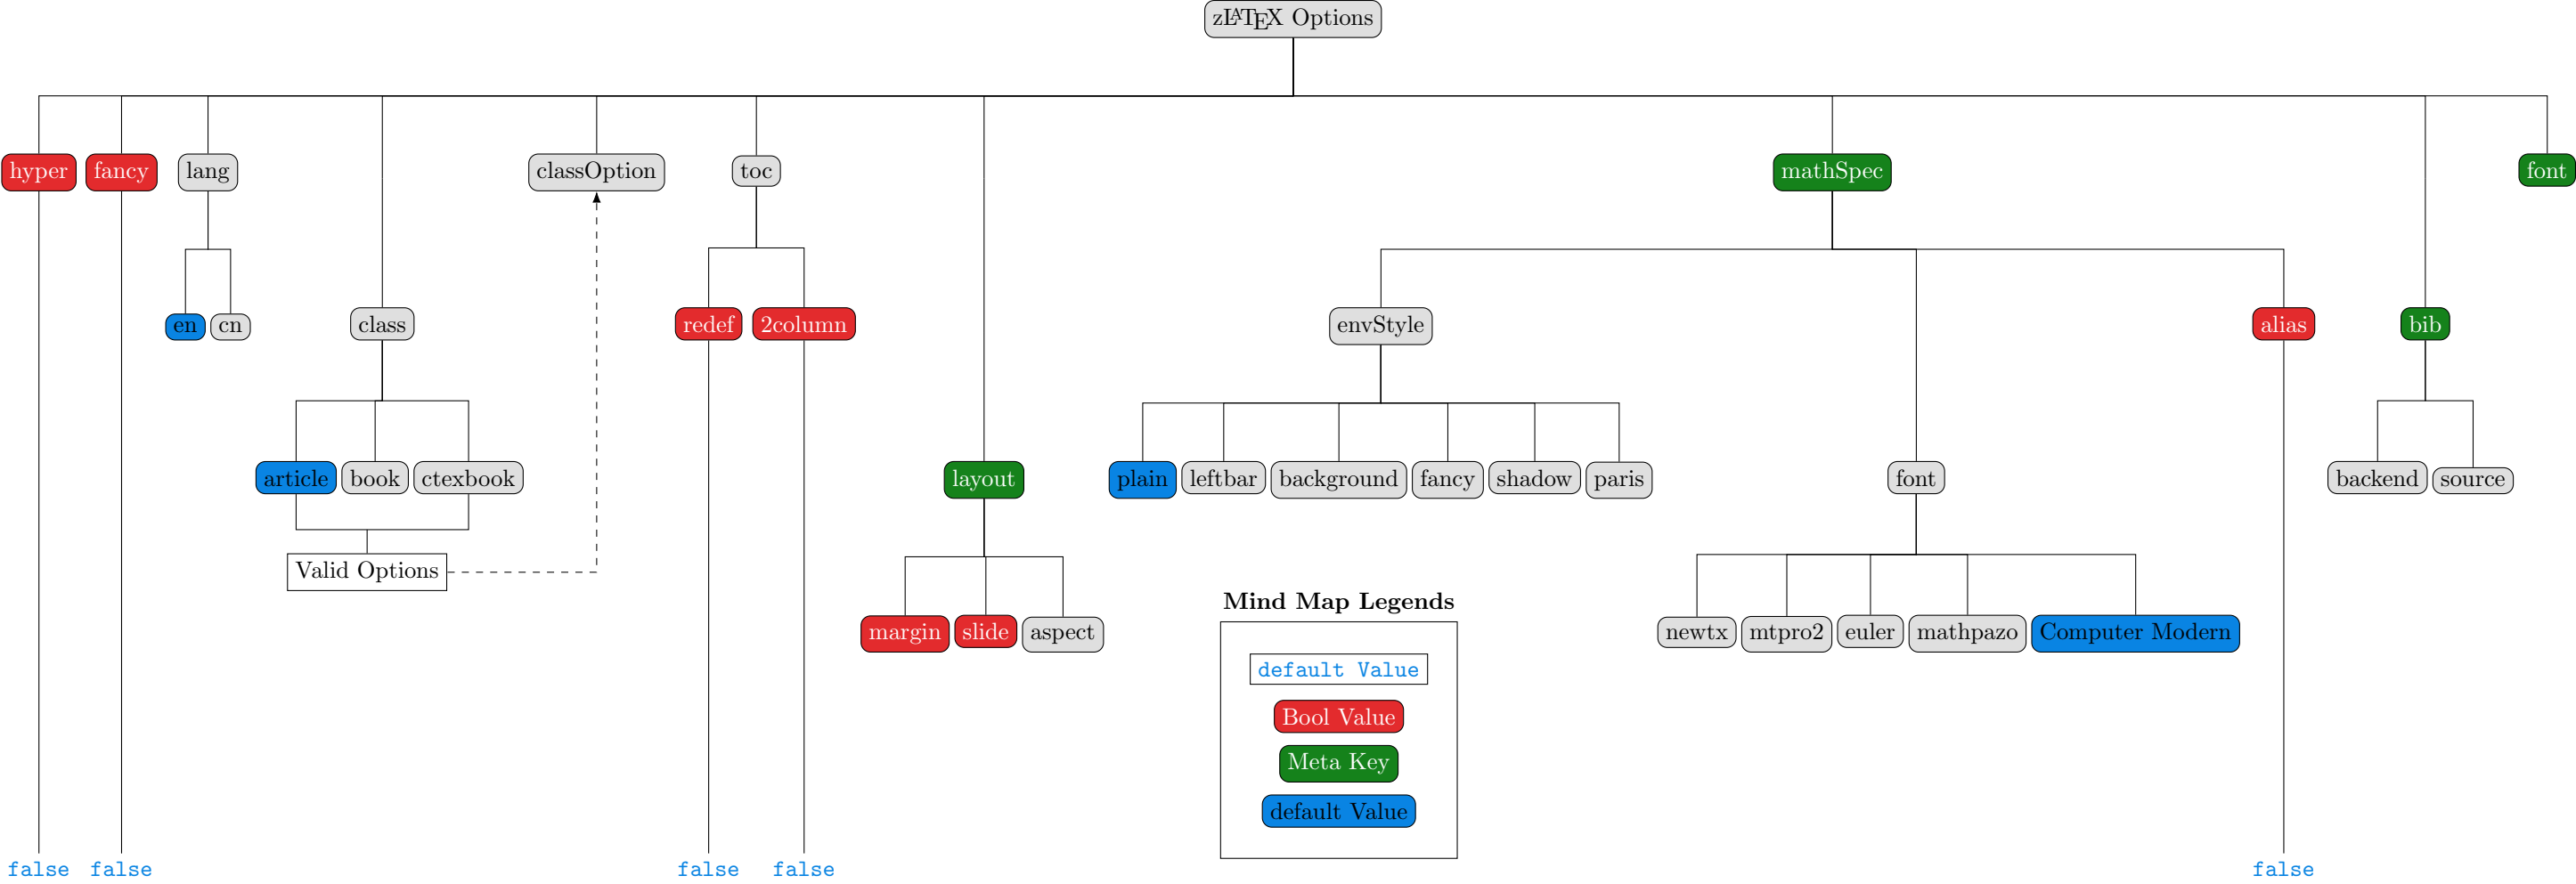 zLATEX Options
hyper
fancy
lang
classOption
toc
mathSpec
font
en
cn
class
redef
2column
envStyle
alias
bib
article
book
ctexbook
layout
plain
leftbar
background
fancy
shadow
paris
font
backend
source
Valid Options
margin
slide
aspect
newtx
mtpro2
euler
mathpazo
Computer Modern
Mind Map Legends
default Value
Bool Value
Meta Key
default Value
false
false
false
false
false